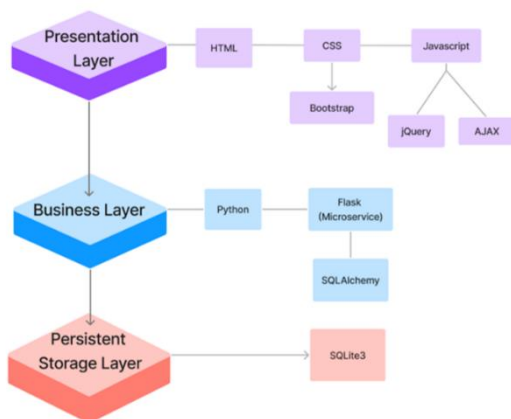 Presentation
Layer
HTML
CSS
Javascript
Bootstrap
jQuery
AJAX
Business Layer
Python
Flask
(Microservice)
SQLAlchemy
Persistent
Storage Layer
SQLite3